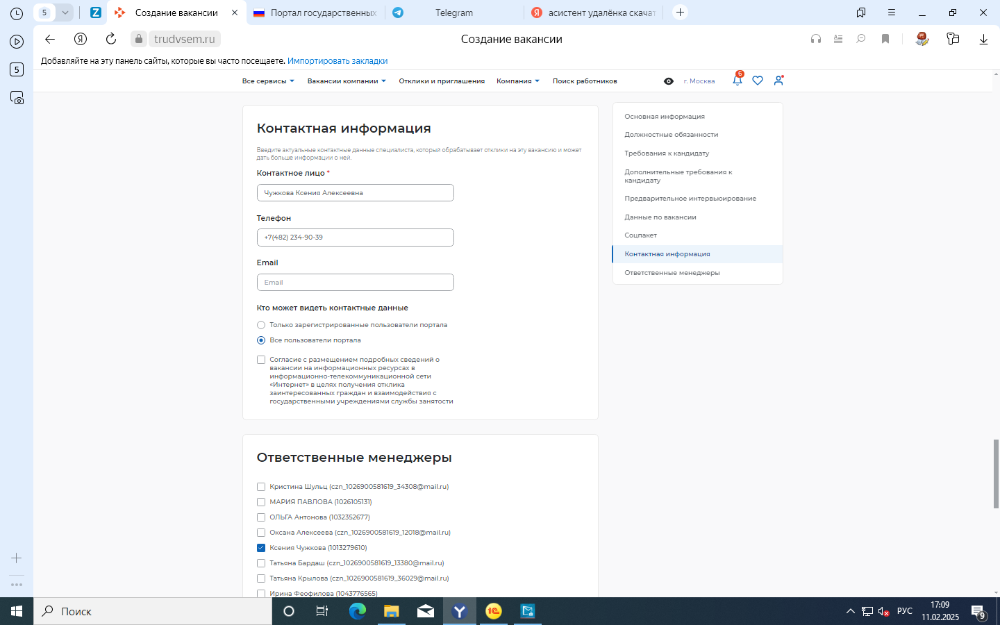 5
Создание вакансии
Портал государственных
Telegram
асистент удалёнка скачат
trudvsem.ru
Создание вакансии
5
Добавляйте на эту панель сайты, которые вы часто посещаете. Импортировать закладки
Все сервисы
Вакансии компании
Отклики и приглашения
Компания
Поиск работников
г. Москва
6
Контактная информация
Введите актуальные контактные данные специалиста, который обрабатывает отклики на эту вакансию и может
дать больше информации о ней.
Контактное лицо *
Чужкова Ксения Алексеевна
Телефон
+7(482) 234-90-39
Email
Email
Кто может видеть контактные данные
Только зарегистрированные пользователи портала
Все пользователи портала
Согласие с размещением подробных сведений о
вакансии на информационных ресурсах в
информационно-телекоммуникационной сети
«Интернет» в целях получения отклика
заинтересованных граждан и взаимодействия с
государственными учреждениями службы занятости
Основная информация
Должностные обязанности
Требования к кандидату
Дополнительные требования к
кандидату
Предварительное интервьюирование
Данные по вакансии
Соцпакет
Контактная информация
Ответственные менеджеры
Ответственные менеджеры
Кристина Шульц (czn_1026900581619_34308@mail.ru)
МАРИЯ ПАВЛОВА (1026105131)
ОЛЬГА Антонова (1032352677)
Оксана Алексеева (czn_1026900581619_12018@mail.ru)
Ксения Чужкова (1013279610)
Татьяна Бардаш (czn_1026900581619_13380@mail.ru)
Татьяна Крылова (czn_1026900581619_36029@mail.ru)
Ирина Феофилова (1043776565)
Поиск
РУС
17:09
11.02.2025
9